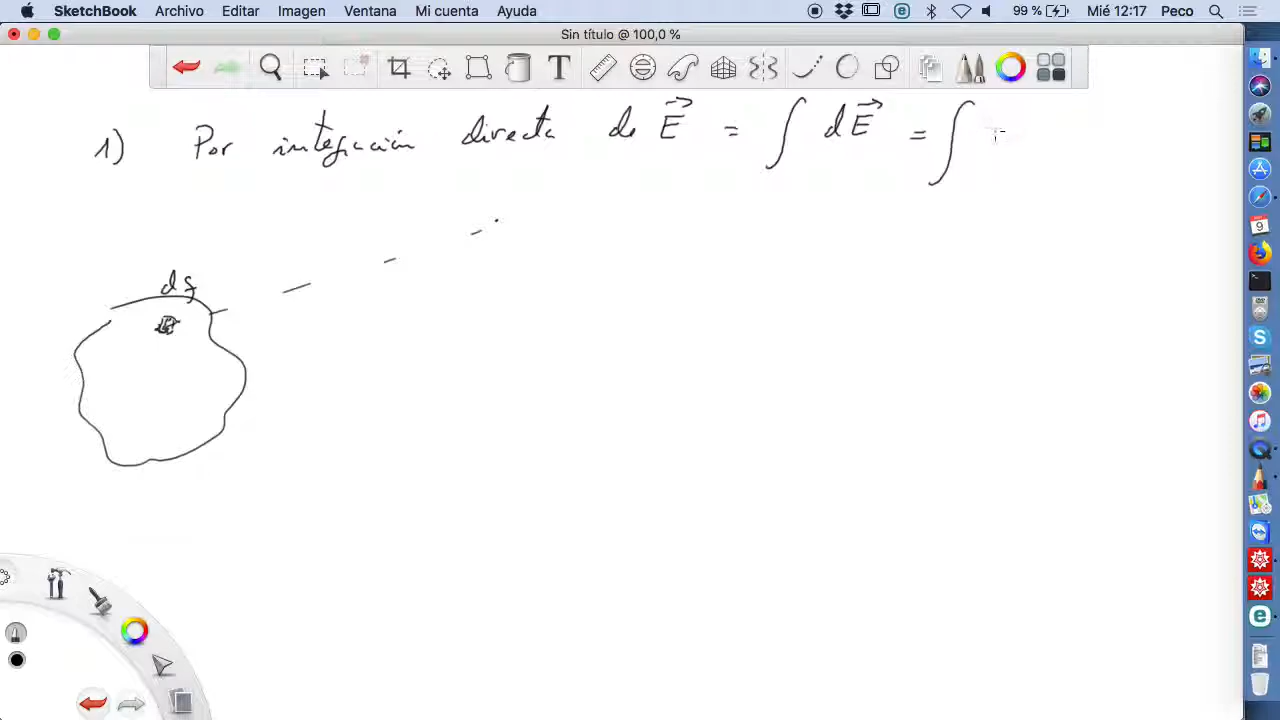 SketchBook Archivo Editar Imagen Ventana Mi cuenta Ayuda 99 % Mié 12:17 Peco
Sin título @ 100,0 %
T
1) Por integración directa de E⃗ = ∫ dE⃗ = ∫
dq